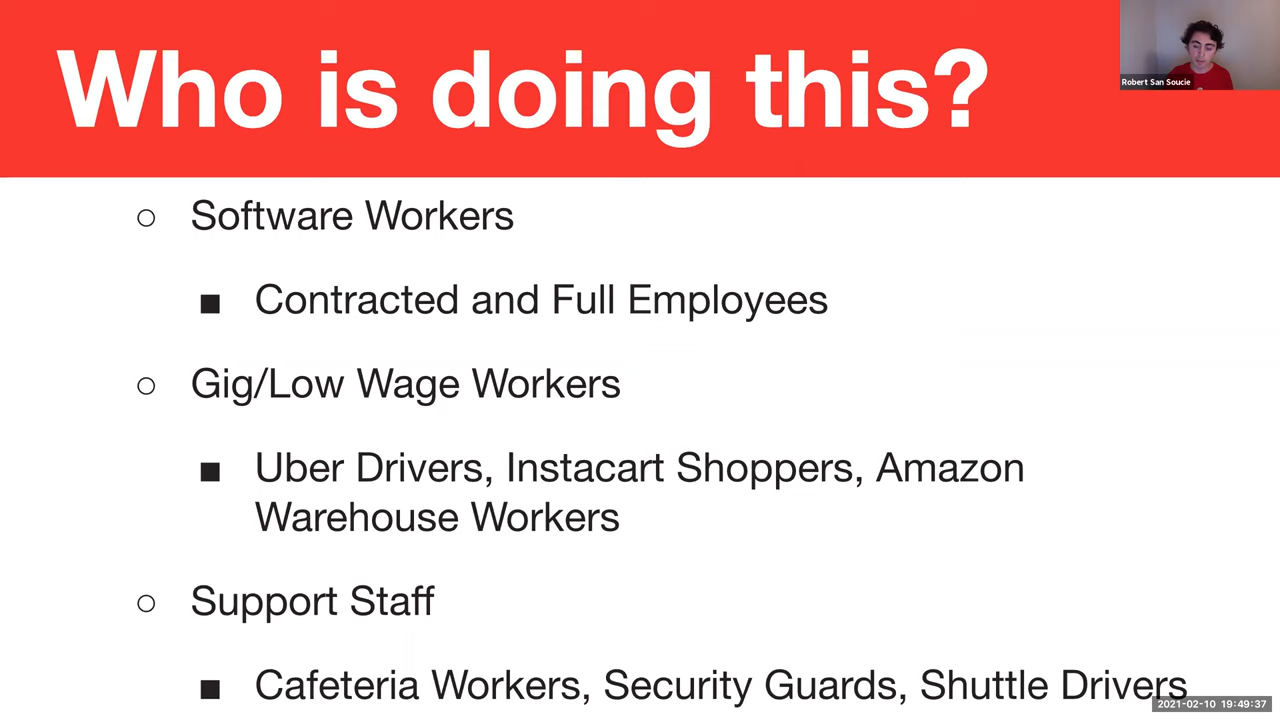 Who is doing this?
Robert San Soucie
○ Software Workers
■ Contracted and Full Employees
○ Gig/Low Wage Workers
■ Uber Drivers, Instacart Shoppers, Amazon
Warehouse Workers
○ Support Staff
■ Cafeteria Workers, Security Guards, Shuttle Drivers
2021-02-10 19:49:37